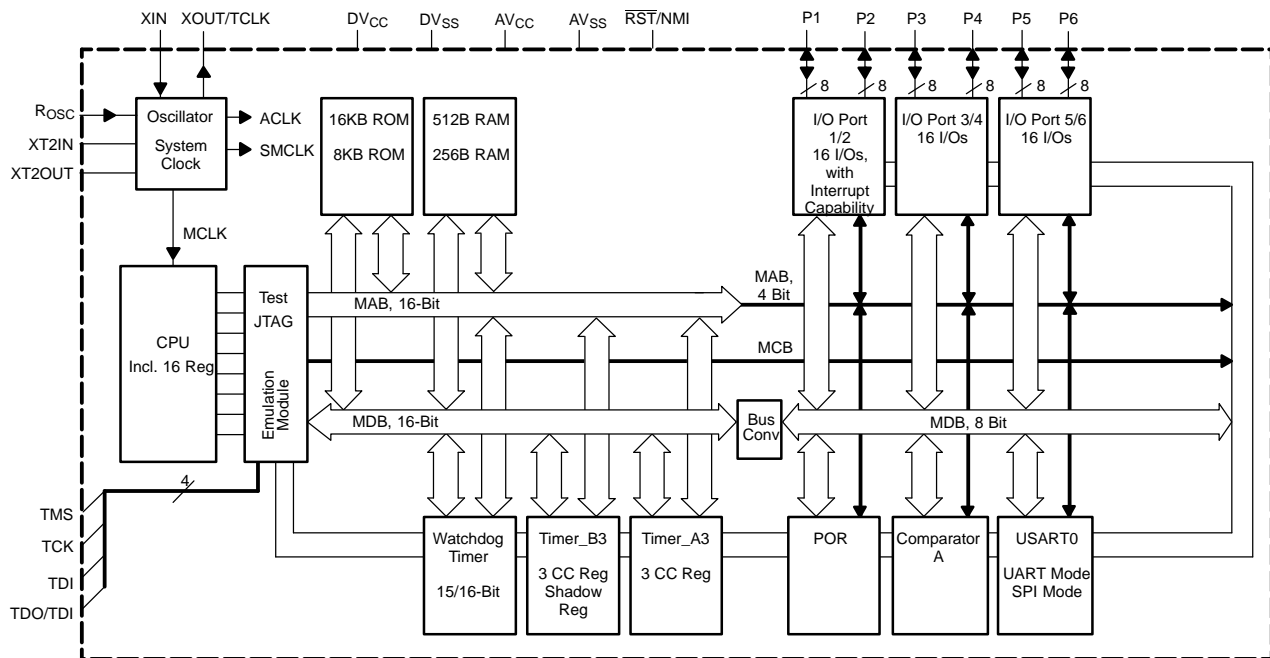 XIN
XOUT/TCLK
DVCC
DVSS
AVCC
AVSS
RST/NMI
P1
P2
P3
P4
P5
P6
8
8
8
8
8
8
ROSC
XT2IN
XT2OUT
Oscillator
System
Clock
ACLK
SMCLK
MCLK
16KB ROM
8KB ROM
512B RAM
256B RAM
I/O Port
1/2
16 I/Os,
with
Interrupt
Capability
I/O Port 3/4
16 I/Os
I/O Port 5/6
16 I/Os
CPU
Incl. 16 Reg
Test
JTAG
Emulation
Module
MAB, 16-Bit
MAB,
4 Bit
MCB
MDB, 16-Bit
Bus
Conv
MDB, 8 Bit
4
TMS
TCK
TDI
TDO/TDI
Watchdog
Timer
15/16-Bit
Timer_B3
3 CC Reg
Shadow
Reg
Timer_A3
3 CC Reg
POR
Comparator
A
USART0
UART Mode
SPI Mode